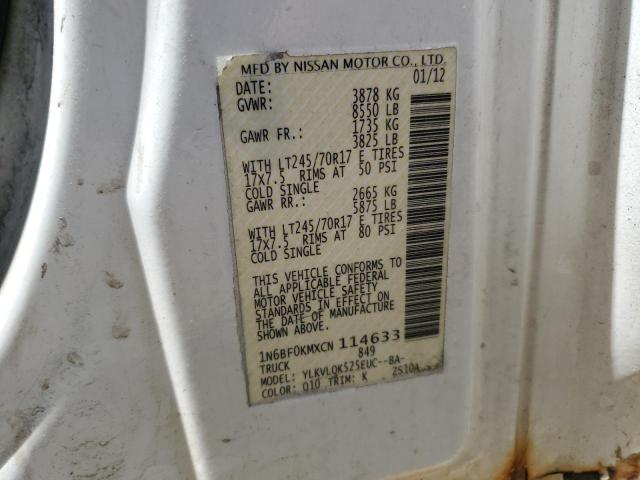 MFD BY NISSAN MOTOR CO., LTD.
DATE: 01/12
GVWR: 3878 KG
8550 LB
GAWR FR.: 1735 KG
3825 LB
WITH LT245/70R17 E TIRES
17X7.5 RIMS AT 50 PSI
COLD SINGLE
GAWR RR.: 2665 KG
5875 LB
WITH LT245/70R17 E TIRES
17X7.5 RIMS AT 80 PSI
COLD SINGLE
THIS VEHICLE CONFORMS TO
ALL APPLICABLE FEDERAL
MOTOR VEHICLE SAFETY
STANDARDS IN EFFECT ON
THE DATE OF MANUFACTURE
SHOWN ABOVE.
1N6BF0KMXCN 114633
TRUCK 849
MODEL: YLKVLQK525EUC--BA-
COLOR: Q10 TRIM: K 2S10A